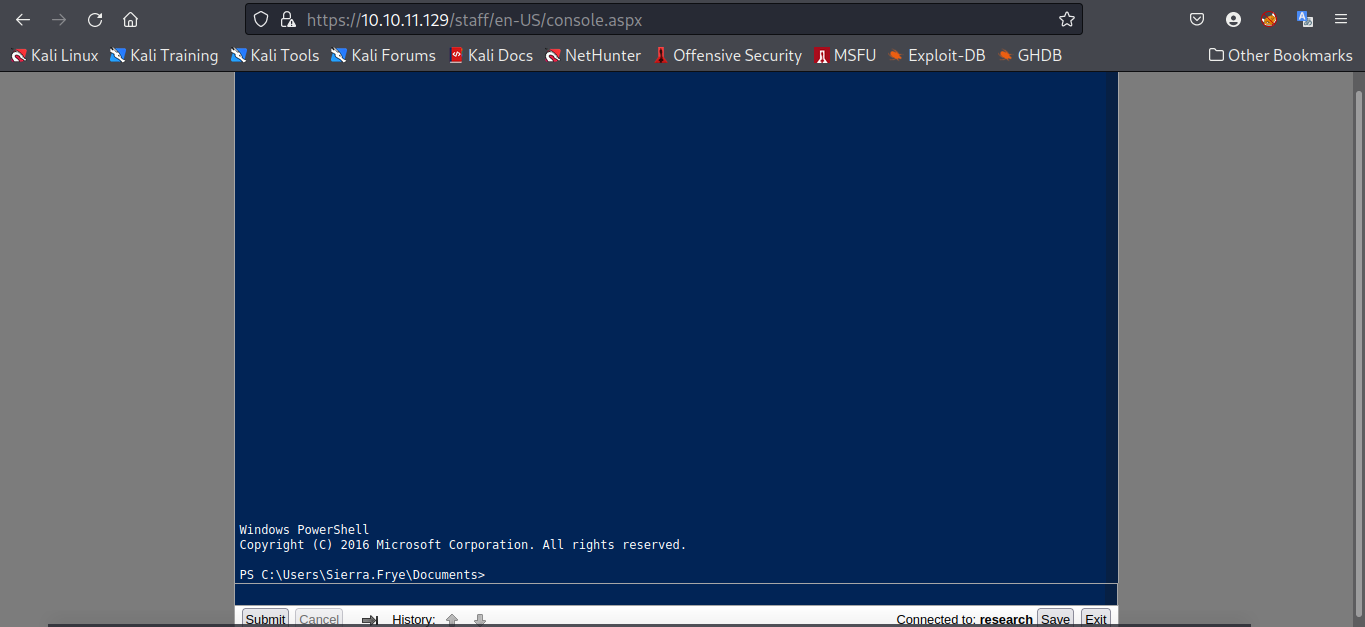 https://10.10.11.129/staff/en-US/console.aspx
Kali Linux Kali Training Kali Tools Kali Forums Kali Docs NetHunter Offensive Security MSFU Exploit-DB GHDB Other Bookmarks
Windows PowerShell
Copyright (C) 2016 Microsoft Corporation. All rights reserved.
PS C:\Users\Sierra.Frye\Documents>
Submit Cancel History: Connected to: research Save Exit